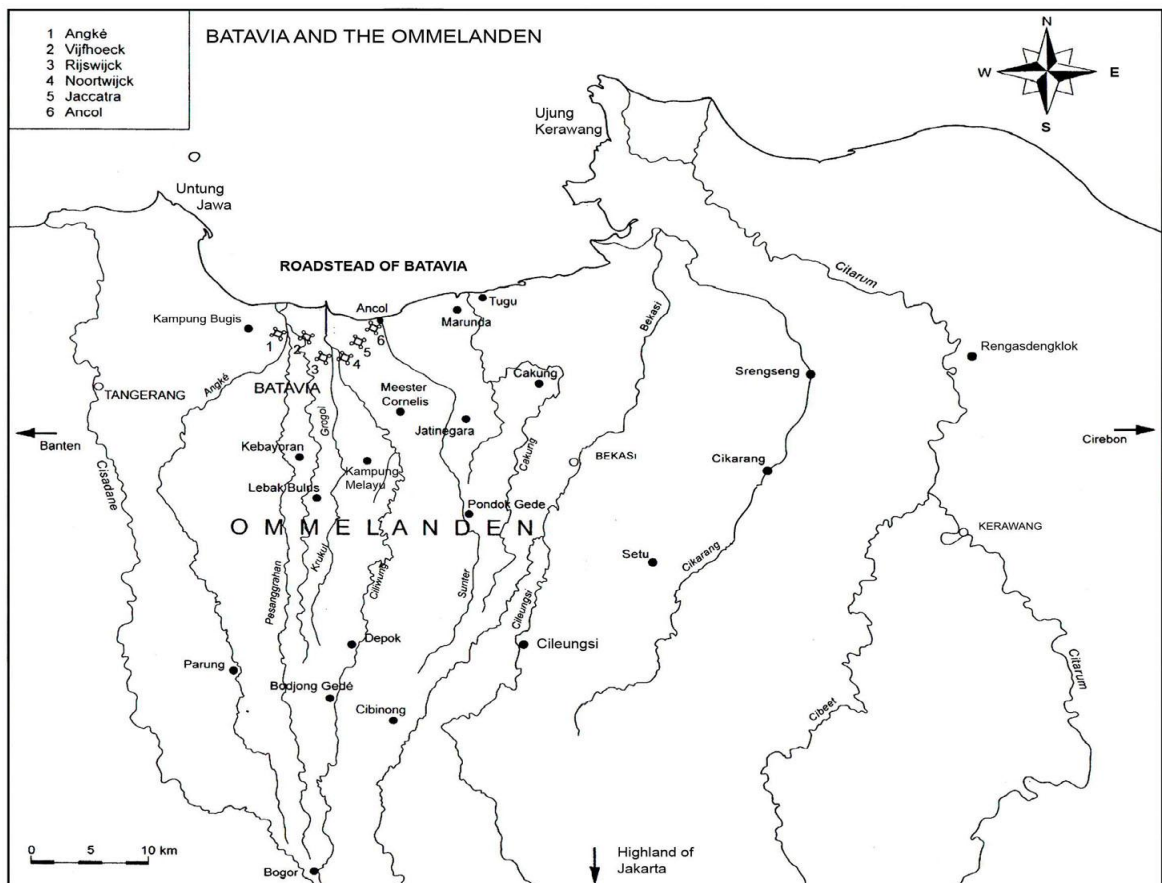 1 Angké
2 Vijfhoeck
3 Rijswijck
4 Noortwijck
5 Jaccatra
6 Ancol
BATAVIA AND THE OMMELANDEN
N
W
E
S
Ujung
Kerawang
Untung
Jawa
ROADSTEAD OF BATAVIA
Citarum
Ancol
Tugu
Marunda
Kampung Bugis
1
2
3
4
5
6
Bekasi
Rengasdengklok
Srengseng
Angké
BATAVIA
Grogol
Meester
Cornelis
Cakung
TANGERANG
Jatinegara
Banten
Cirebon
Kebayoran
Kampung
Melayu
Cakung
BEKASI
Cikarang
Cisadane
Lebak Bulus
Pondok Gede
OMMELANDEN
KERAWANG
Setu
Cikarang
Pesanggrahan
Krukul
Ciliwung
Sunter
Cileungsi
Depok
Cileungsi
Parung
Citarum
Bodjong Gedé
Cibinong
Cibeet
0 5 10 km
Bogor
Highland of
Jakarta